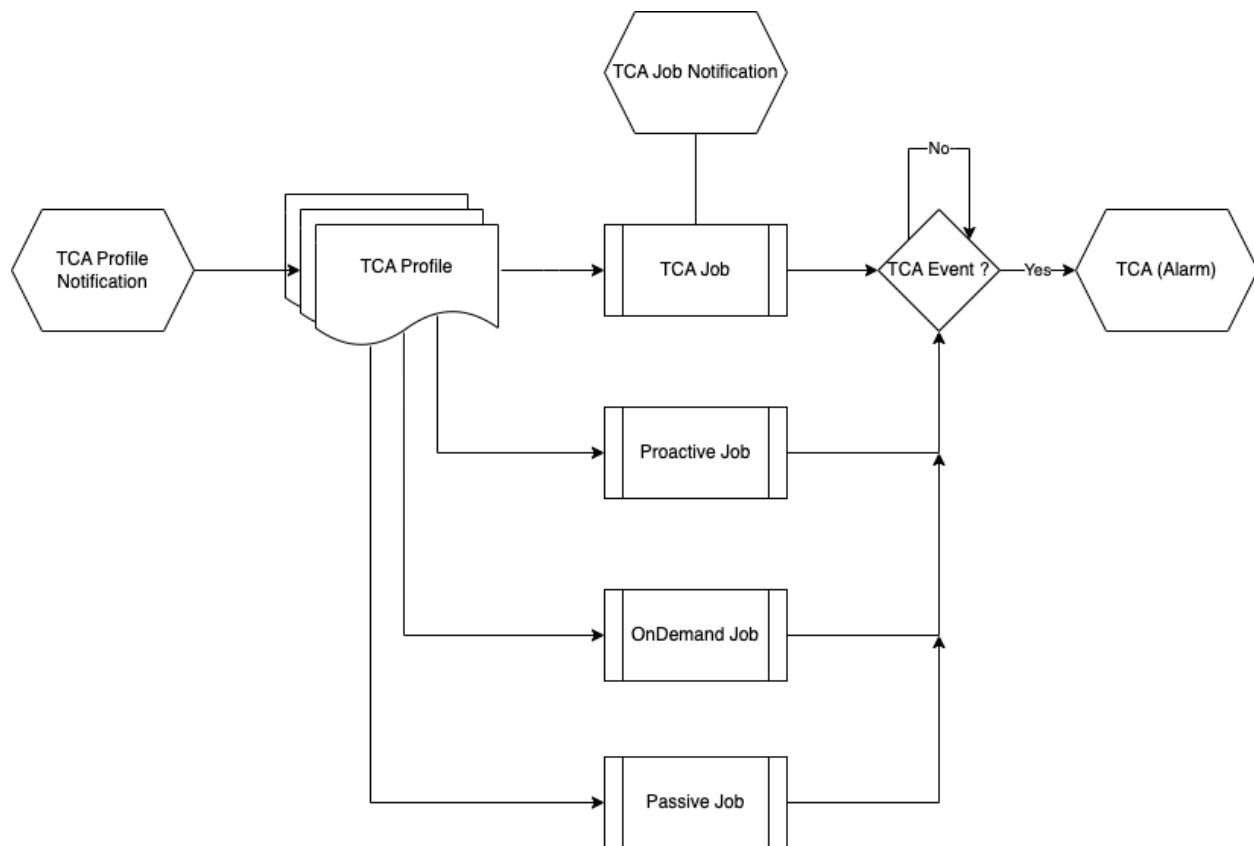 TCA Job Notification
No
TCA Profile
Notification
TCA Profile
TCA Job
TCA Event ?
Yes
TCA (Alarm)
Proactive Job
OnDemand Job
Passive Job